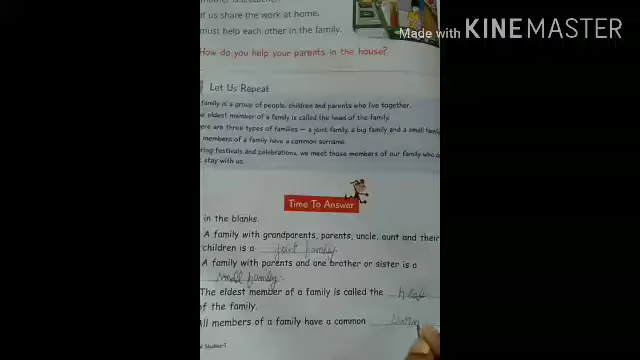 mother is a teacher.
of us share the work at home.
must help each other in the family.
Made with KINEMASTER
How do you help your parents in the house?
Let Us Repeat
family is a group of people, children and parents who live together.
e eldest member of a family is called the head of the family.
ere are three types of families – a joint family, a big family and a small family
members of a family have a common surname.
ring festivals and celebrations, we meet those members of our family who do
stay with us.
Time To Answer
in the blanks.
A family with grandparents, parents, uncle, aunt and their
children is a joint family.
A family with parents and one brother or sister is a
small family.
The eldest member of a family is called the head
of the family.
All members of a family have a common surnam